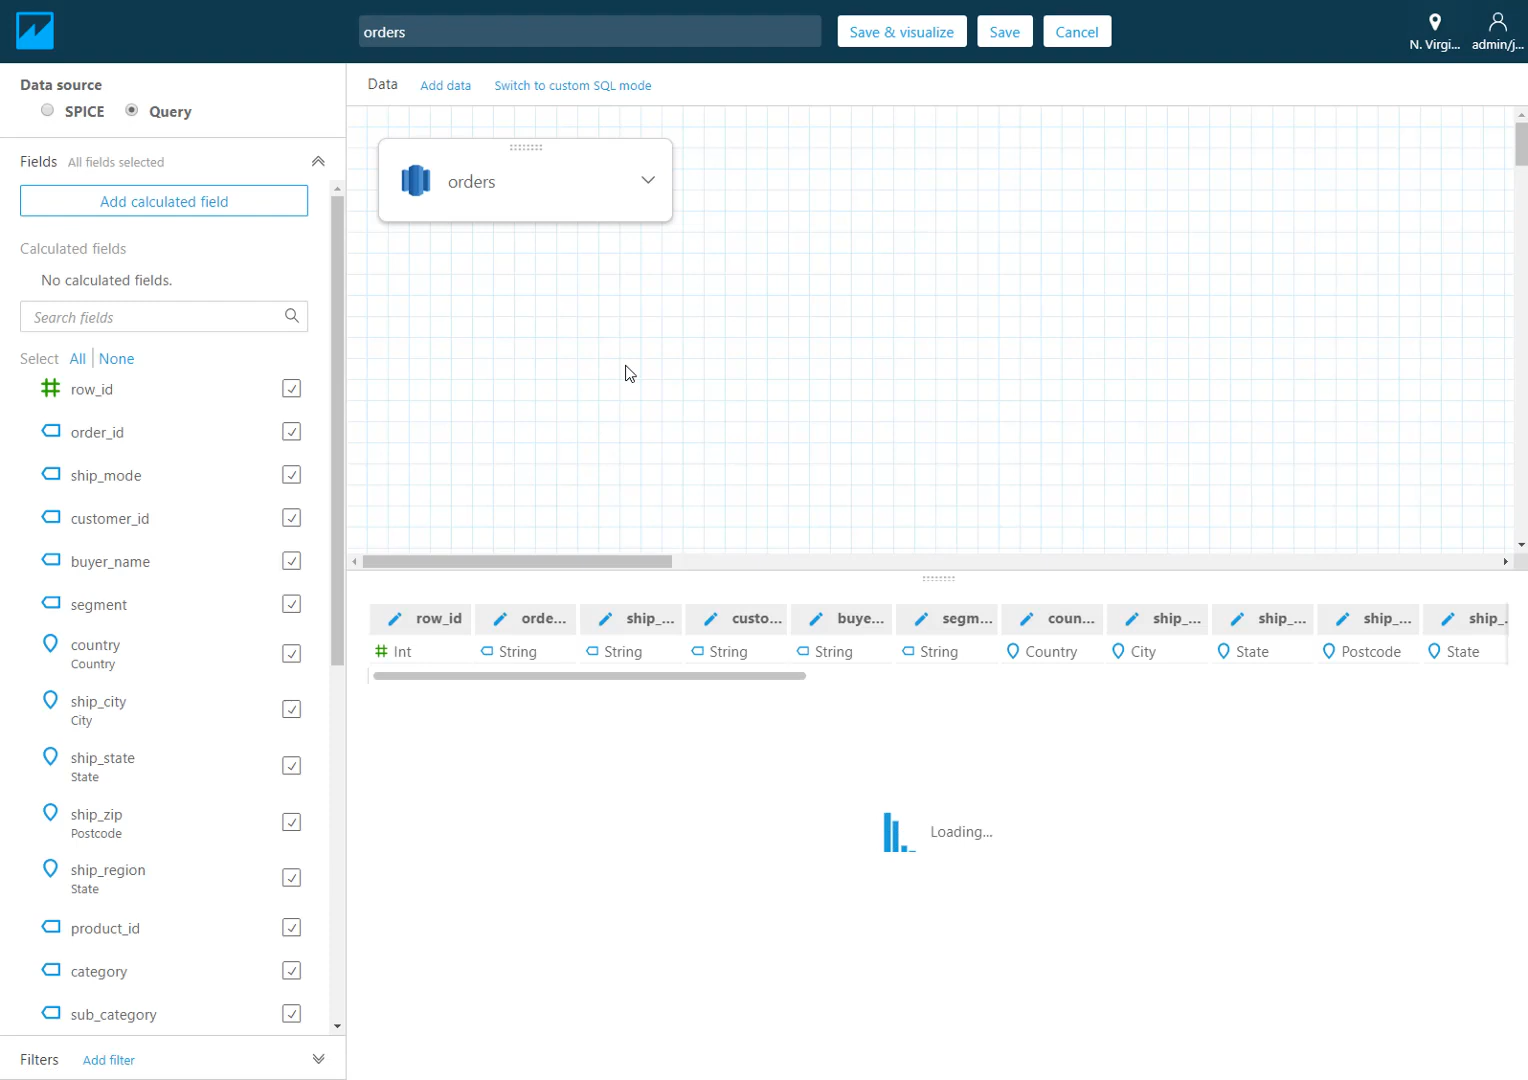 orders
Save & visualize
Save
Cancel
N. Virgi...
admin/j...
Data source
SPICE
Query
Data
Add data
Switch to custom SQL mode
Fields
All fields selected
Add calculated field
Calculated fields
No calculated fields.
Search fields
Select All None
row_id
order_id
ship_mode
customer_id
buyer_name
segment
country
Country
ship_city
City
ship_state
State
ship_zip
Postcode
ship_region
State
product_id
category
sub_category
Filters
Add filter
orders
row_id orde... ship_... custo... buye... segm... coun... ship_... ship_... ship_... ship_.
Int String String String String String Country City State Postcode State
Loading...